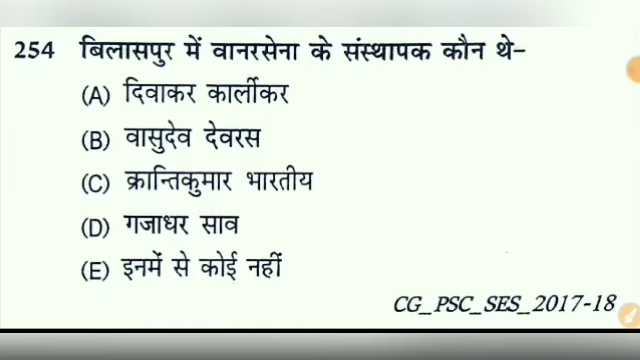 254 बिलासपुर में वानरसेना के संस्थापक कौन थे-
(A) दिवाकर कार्लीकर
(B) वासुदेव देवरस
(C) क्रान्तिकुमार भारतीय
(D) गजाधर साव
(E) इनमें से कोई नहीं
CG_PSC_SES_2017-18